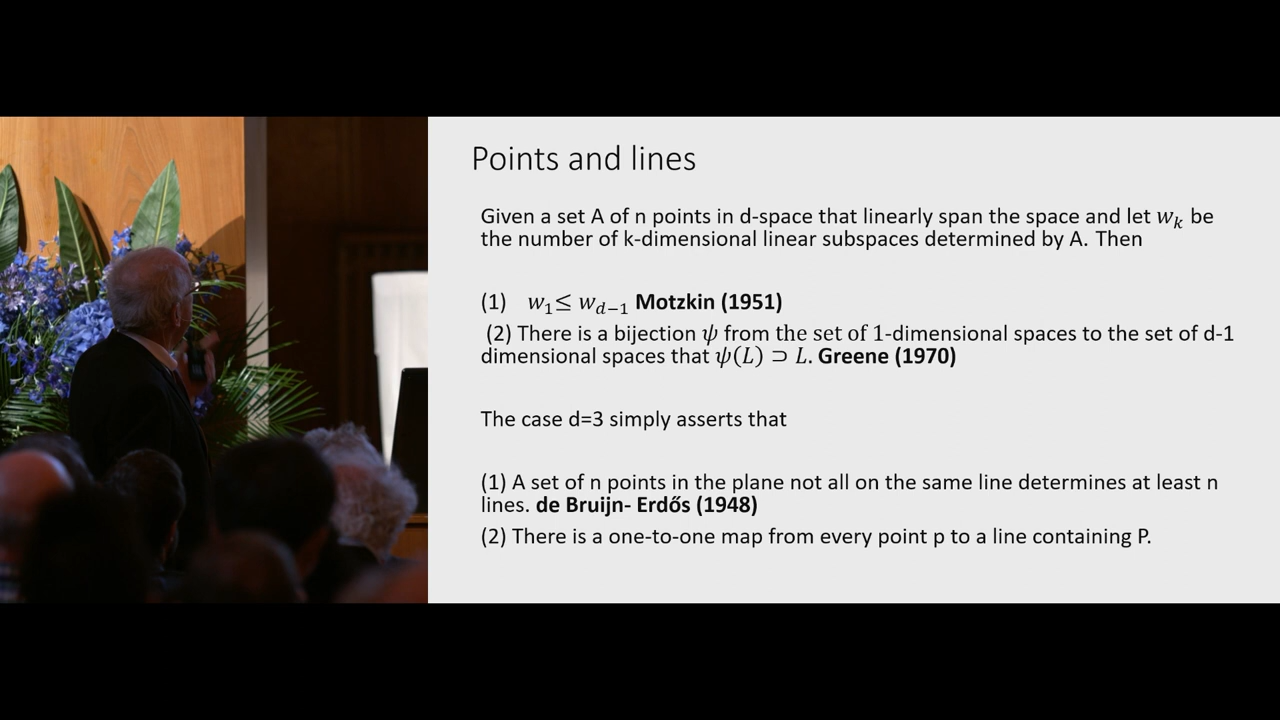 Points and lines
Given a set A of n points in d-space that linearly span the space and let 𝑤ₖ be
the number of k-dimensional linear subspaces determined by A. Then
(1) 𝑤₁≤ 𝑤_{d−1} Motzkin (1951)
(2) There is a bijection ψ from the set of 1-dimensional spaces to the set of d-1
dimensional spaces that ψ(L) ⊃ L. Greene (1970)
The case d=3 simply asserts that
(1) A set of n points in the plane not all on the same line determines at least n
lines. de Bruijn- Erdős (1948)
(2) There is a one-to-one map from every point p to a line containing P.